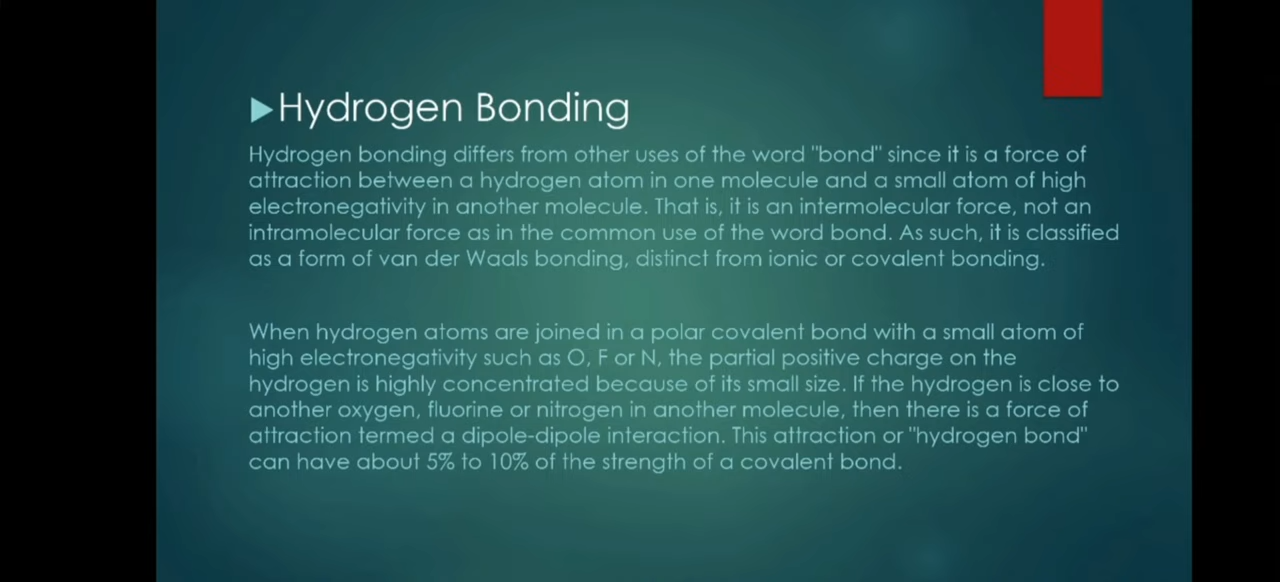 Hydrogen Bonding
Hydrogen bonding differs from other uses of the word "bond" since it is a force of
attraction between a hydrogen atom in one molecule and a small atom of high
electronegativity in another molecule. That is, it is an intermolecular force, not an
intramolecular force as in the common use of the word bond. As such, it is classified
as a form of van der Waals bonding, distinct from ionic or covalent bonding.
When hydrogen atoms are joined in a polar covalent bond with a small atom of
high electronegativity such as O, F or N, the partial positive charge on the
hydrogen is highly concentrated because of its small size. If the hydrogen is close to
another oxygen, fluorine or nitrogen in another molecule, then there is a force of
attraction termed a dipole-dipole interaction. This attraction or "hydrogen bond"
can have about 5% to 10% of the strength of a covalent bond.